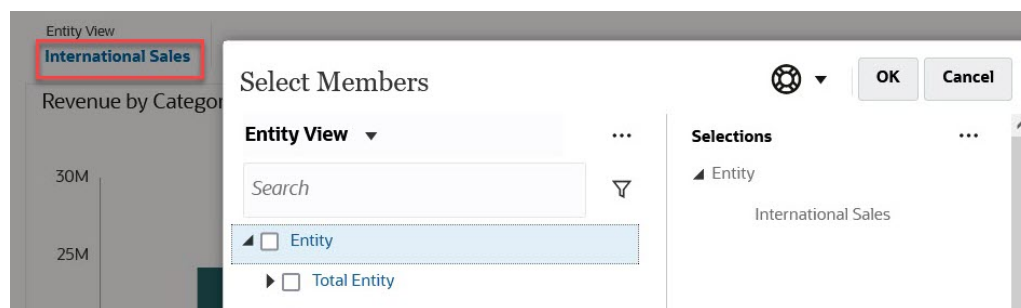 Entity View
International Sales
Revenue by Categor
30M
25M
Select Members
OK
Cancel
Entity View
Search
Entity
Total Entity
Selections
Entity
International Sales